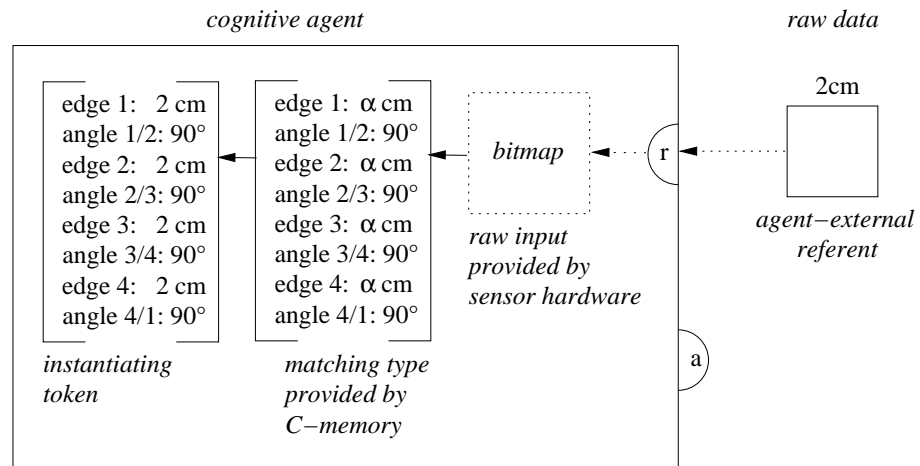 cognitive agent
raw data
edge 1: 2 cm
angle 1/2: 90°
edge 2: 2 cm
angle 2/3: 90°
edge 3: 2 cm
angle 3/4: 90°
edge 4: 2 cm
angle 4/1: 90°
instantiating
token
edge 1: α cm
angle 1/2: 90°
edge 2: α cm
angle 2/3: 90°
edge 3: α cm
angle 3/4: 90°
edge 4: α cm
angle 4/1: 90°
matching type
provided by
C−memory
bitmap
raw input
provided by
sensor hardware
r
a
2cm
agent−external
referent